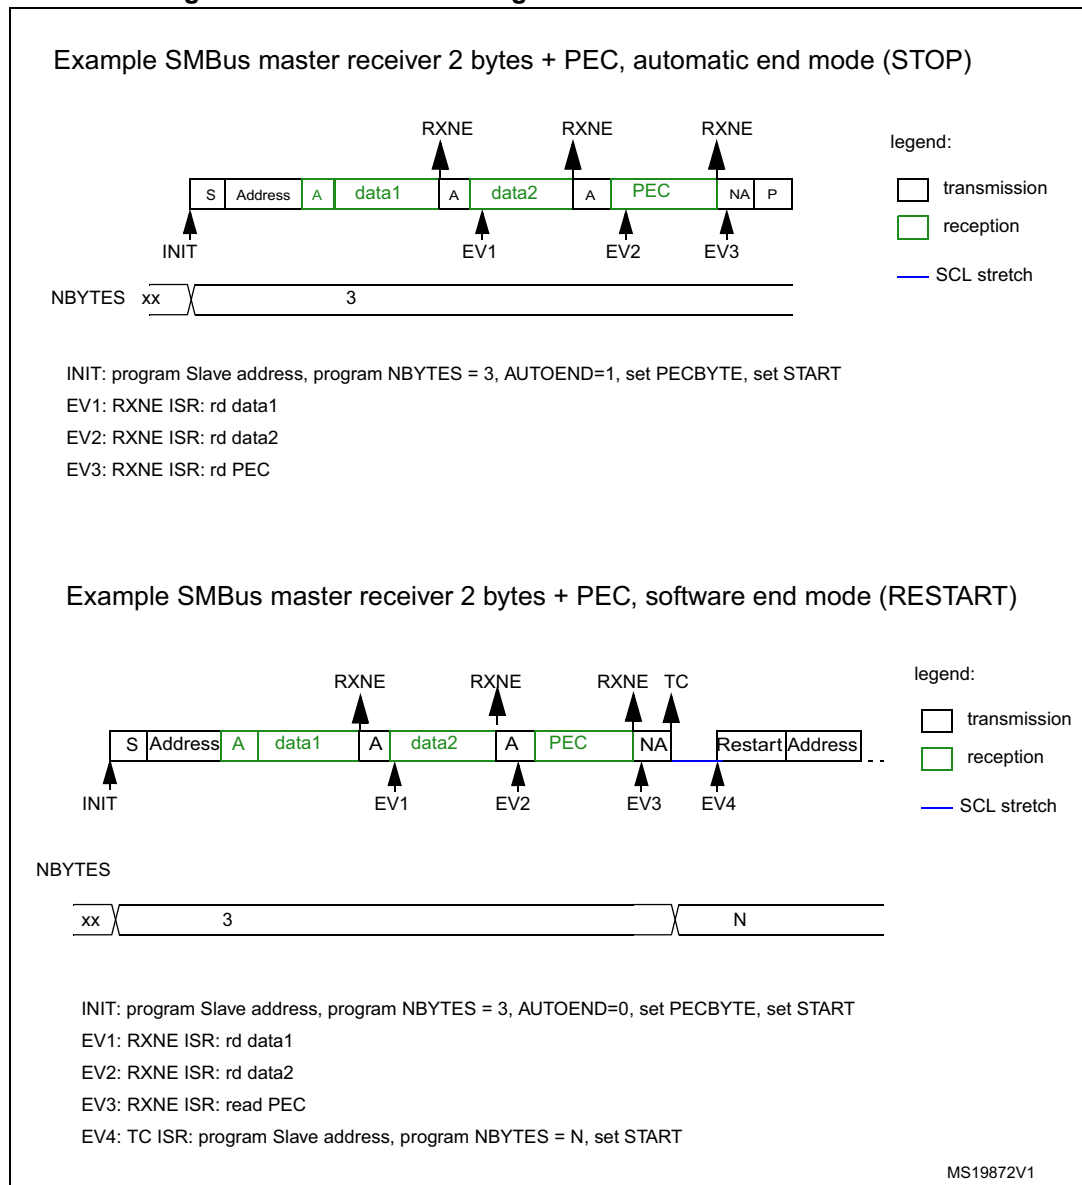 Example SMBus master receiver 2 bytes + PEC, automatic end mode (STOP)
RXNE RXNE RXNE
legend:
S Address A data1 A data2 A PEC NA P
transmission
reception
INIT EV1 EV2 EV3
SCL stretch
NBYTES xx 3
INIT: program Slave address, program NBYTES = 3, AUTOEND=1, set PECBYTE, set START
EV1: RXNE ISR: rd data1
EV2: RXNE ISR: rd data2
EV3: RXNE ISR: rd PEC
Example SMBus master receiver 2 bytes + PEC, software end mode (RESTART)
RXNE RXNE RXNE TC
legend:
S Address A data1 A data2 A PEC NA Restart Address
transmission
reception
INIT EV1 EV2 EV3 EV4
SCL stretch
NBYTES
xx 3 N
INIT: program Slave address, program NBYTES = 3, AUTOEND=0, set PECBYTE, set START
EV1: RXNE ISR: rd data1
EV2: RXNE ISR: rd data2
EV3: RXNE ISR: read PEC
EV4: TC ISR: program Slave address, program NBYTES = N, set START
MS19872V1